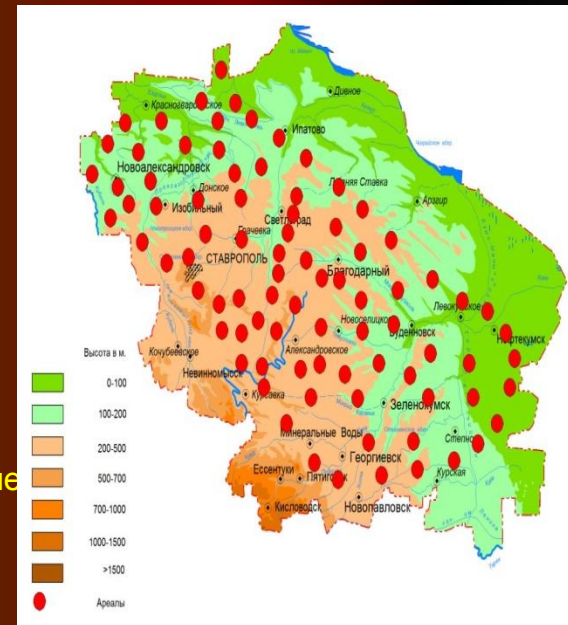 Дивное
Красногвардейское
Ипатово
Новоалександровск
Донское
Летняя Ставка
Изобильный
Светлоград
Арзгир
Грачевка
СТАВРОПОЛЬ
Благодарный
Левокумское
Новоселицкое
Буденновск
Нефтекумск
Высота в м.
Кочубеевское
Александровское
Невинномысск
0-100
Курсавка
Зеленокумск
100-200
Минеральные Воды
200-500
Георгиевск
Ессентуки
Пятигорск
Курская
500-700
Кисловодск
Новопавловск
700-1000
1000-1500
>1500
Ареалы